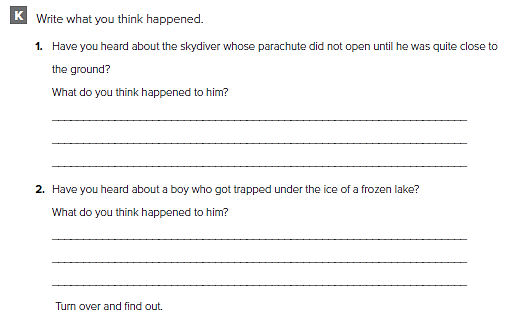 K Write what you think happened.
1. Have you heard about the skydiver whose parachute did not open until he was quite close to
the ground?
What do you think happened to him?
2. Have you heard about a boy who got trapped under the ice of a frozen lake?
What do you think happened to him?
Turn over and find out.